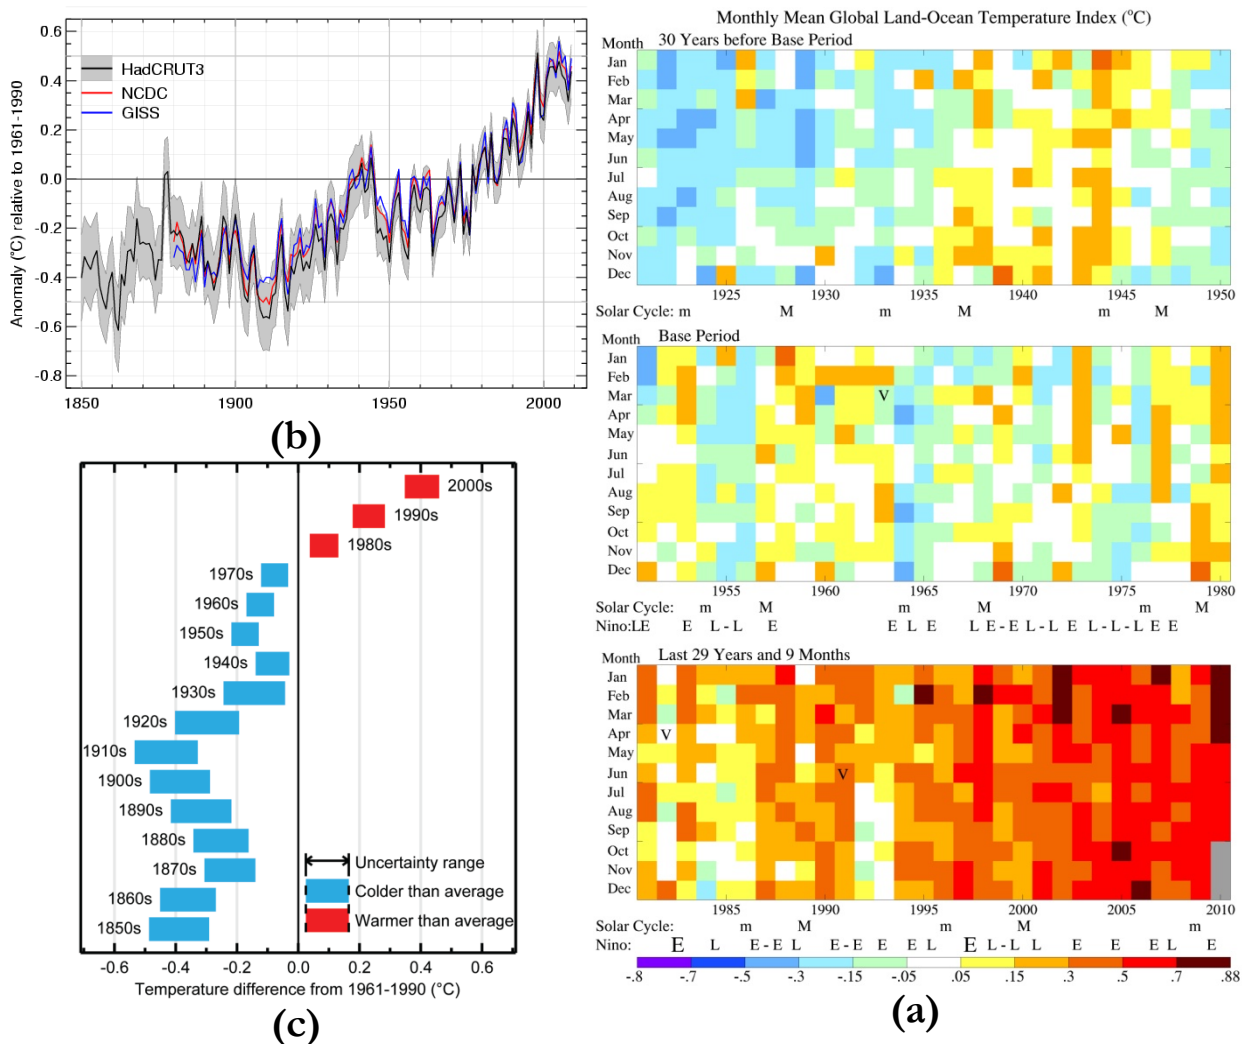 0.6
0.4
0.2
0.0
-0.2
-0.4
-0.6
-0.8
Anomaly (°C) relative to 1961-1990
HadCRUT3
NCDC
GISS
1850 1900 1950 2000
(b)
2000s
1990s
1980s
1970s
1960s
1950s
1940s
1930s
1920s
1910s
1900s
1890s
1880s
1870s
1860s
1850s
Uncertainty range
Colder than average
Warmer than average
-0.6 -0.4 -0.2 0.0 0.2 0.4 0.6
Temperature difference from 1961-1990 (°C)
(c)
Monthly Mean Global Land-Ocean Temperature Index (°C)
Month 30 Years before Base Period
Jan
Feb
Mar
Apr
May
Jun
Jul
Aug
Sep
Oct
Nov
Dec
1925 1930 1935 1940 1945 1950
Solar Cycle: m M m M m M
Month Base Period
Jan
Feb
Mar V
Apr
May
Jun
Jul
Aug
Sep
Oct
Nov
Dec
1955 1960 1965 1970 1975 1980
Solar Cycle: m M m M m M
Nino:LE E L-L E E L E L E-E L-L E L-L-L E E
Month Last 29 Years and 9 Months
Jan
Feb
Mar
Apr V
May
Jun V
Jul
Aug
Sep
Oct
Nov
Dec
1985 1990 1995 2000 2005 2010
Solar Cycle: m M m M m
Nino: E L E-E L E-E E E L E L-L L E E E L E
-.8 -.7 -.5 -.3 -.15 -.05 .05 .15 .3 .5 .7 .88
(a)